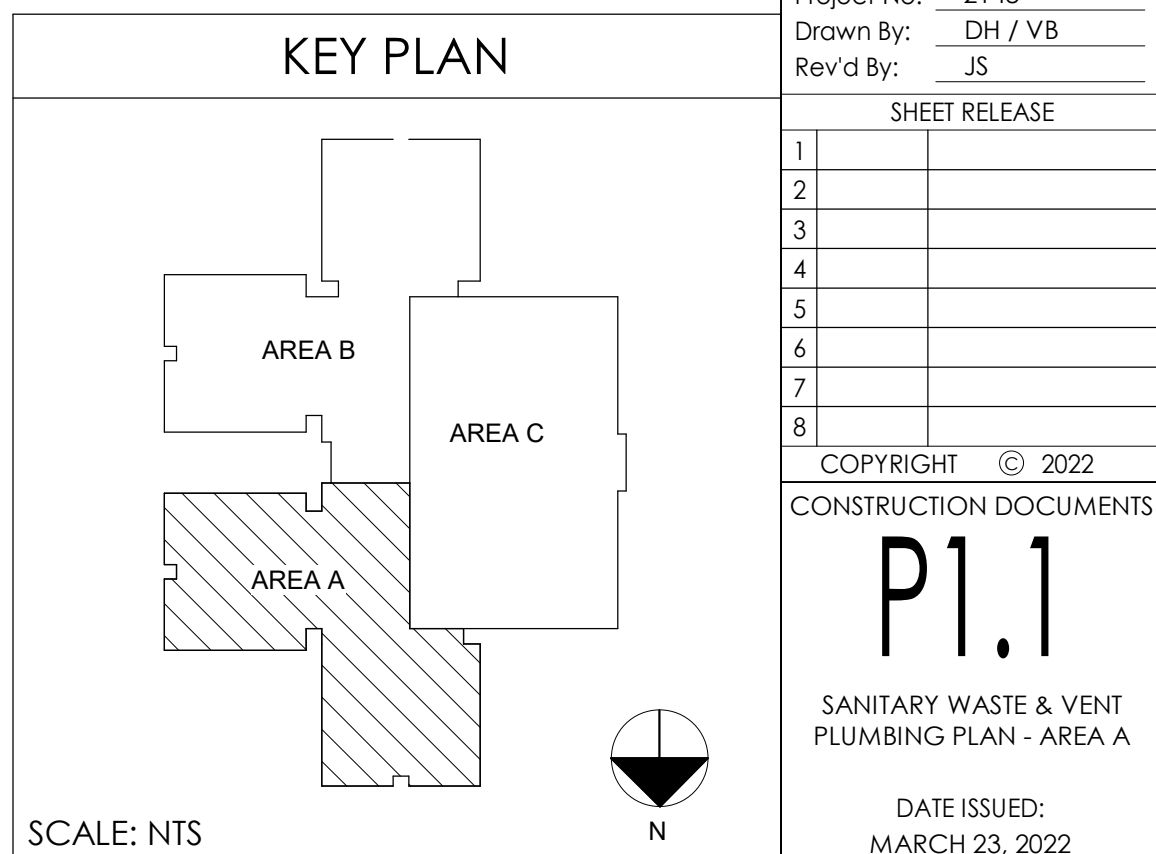 KEY PLAN
AREA B
AREA C
AREA A
N
SCALE: NTS
Project No:
Drawn By: DH / VB
Rev'd By: JS
SHEET RELEASE
1
2
3
4
5
6
7
8
COPYRIGHT © 2022
CONSTRUCTION DOCUMENTS
P1.1
SANITARY WASTE & VENT
PLUMBING PLAN - AREA A
DATE ISSUED:
MARCH 23, 2022